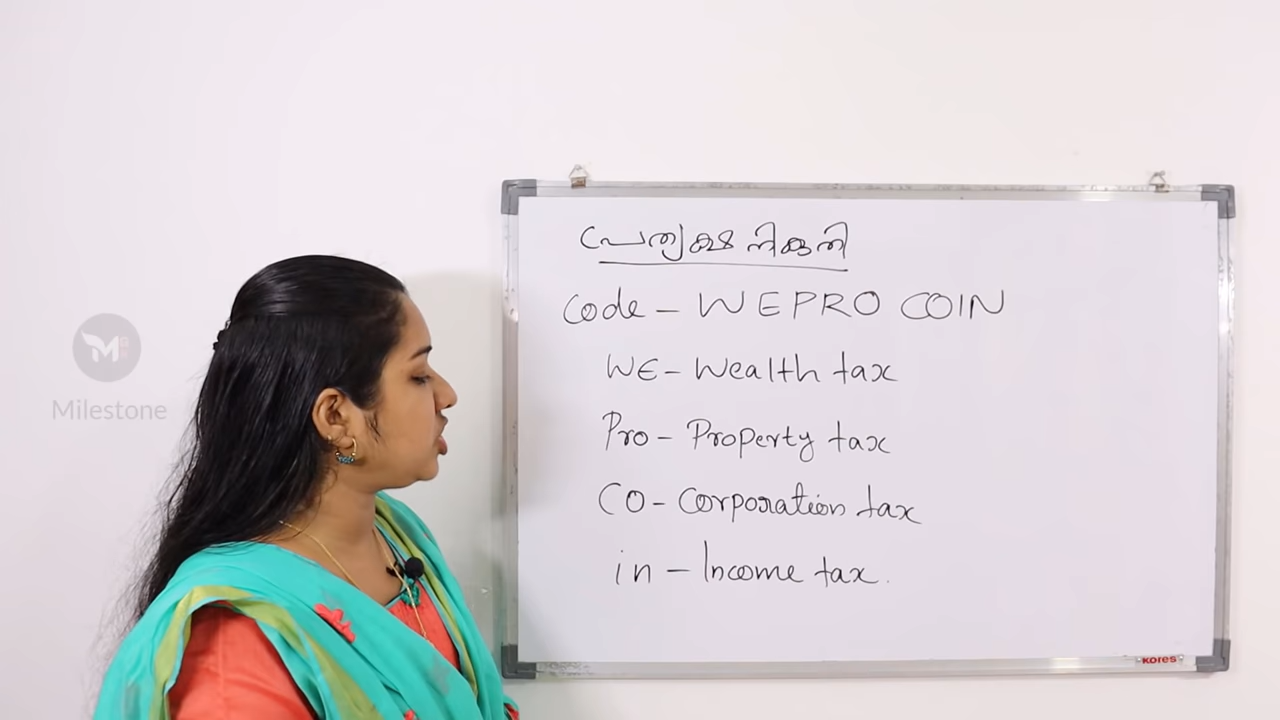 പ്രത്യക്ഷ നികുതി
Code - WEPRO COIN
WE - Wealth tax
Pro - Property tax
CO - Corporation tax
in - Income tax.
KORES
Milestone